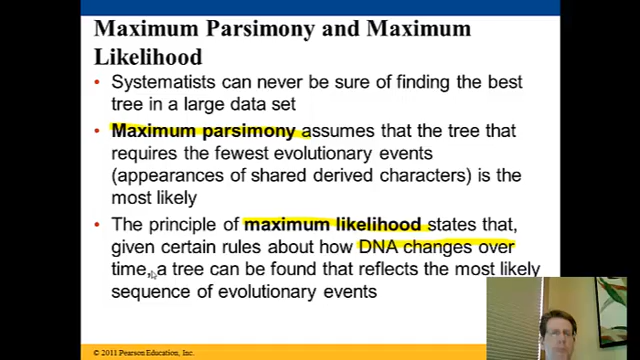 Maximum Parsimony and Maximum
Likelihood
• Systematists can never be sure of finding the best
tree in a large data set
• Maximum parsimony assumes that the tree that
requires the fewest evolutionary events
(appearances of shared derived characters) is the
most likely
• The principle of maximum likelihood states that,
given certain rules about how DNA changes over
time, a tree can be found that reflects the most likely
sequence of evolutionary events
© 2011 Pearson Education, Inc.